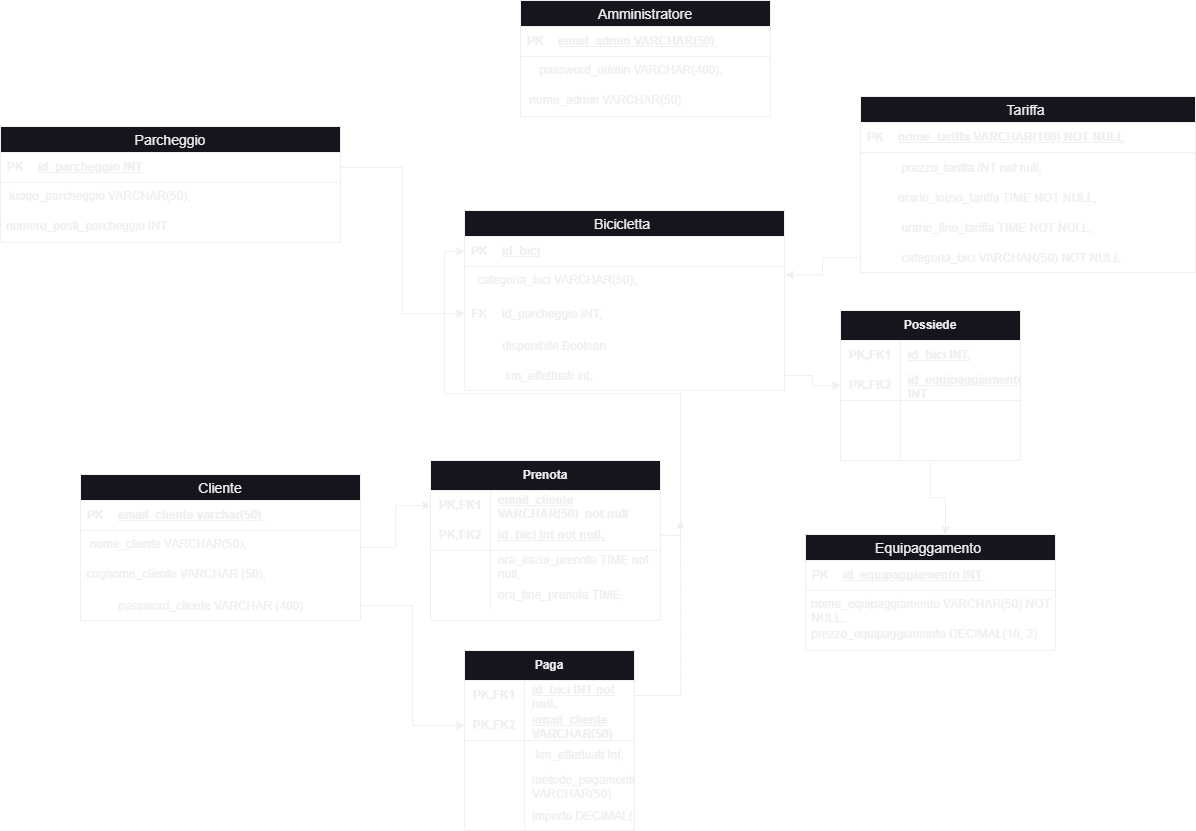 Amministratore
PK email_admin VARCHAR(50)
password_admin VARCHAR(400),
nome_admin VARCHAR(50)
Tariffa
PK nome_tariffa VARCHAR(100) NOT NULL
prezzo_tariffa INT not null,
orario_inizio_tariffa TIME NOT NULL,
orario_fine_tariffa TIME NOT NULL,
categoria_bici VARCHAR(50) NOT NULL
Parcheggio
PK id_parcheggio INT
luogo_parcheggio VARCHAR(50),
numero_posti_parcheggio INT
Bicicletta
PK id_bici
categoria_bici VARCHAR(50),
FK id_parcheggio INT,
disponibile Boolean
km_effettuati int,
Possiede
PK,FK1 id_bici INT,
PK,FK2 id_equipaggiamento
INT
Cliente
PK email_cliente varchar(50)
nome_cliente VARCHAR(50),
cognome_cliente VARCHAR (50),
password_cliente VARCHAR (400)
Prenota
PK,FK1 email_cliente
VARCHAR(50) not null
PK,FK2 id_bici Int not null,
ora_inizio_prenota TIME not
null,
ora_fine_prenota TIME,
Equipaggamento
PK id_equipaggiamento INT
nome_equipaggiamento VARCHAR(50) NOT
NULL,
prezzo_equipaggiamento DECIMAL(10, 2)
Paga
PK,FK1 id_bici INT not
null,
PK,FK2 email_cliente
VARCHAR(50)
km_effettuati Int,
metodo_pagamento
VARCHAR(50)
importo DECIMAL(